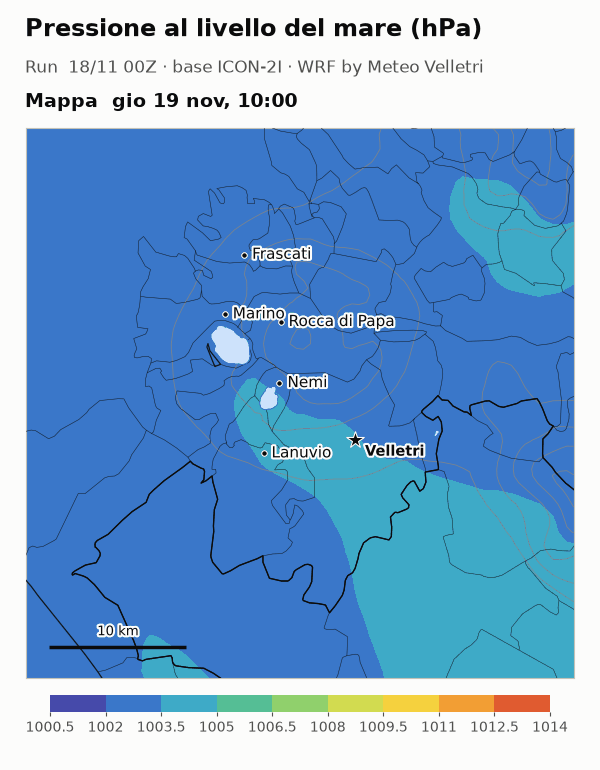 Pressione al livello del mare (hPa)
Run  18/11 00Z · base ICON-2I · WRF by Meteo Velletri
Mappa  gio 19 nov, 10:00
Frascati
Marino
Rocca di Papa
Nemi
Velletri
Lanuvio
10 km
1000.5 1002 1003.5 1005 1006.5 1008 1009.5 1011 1012.5 1014